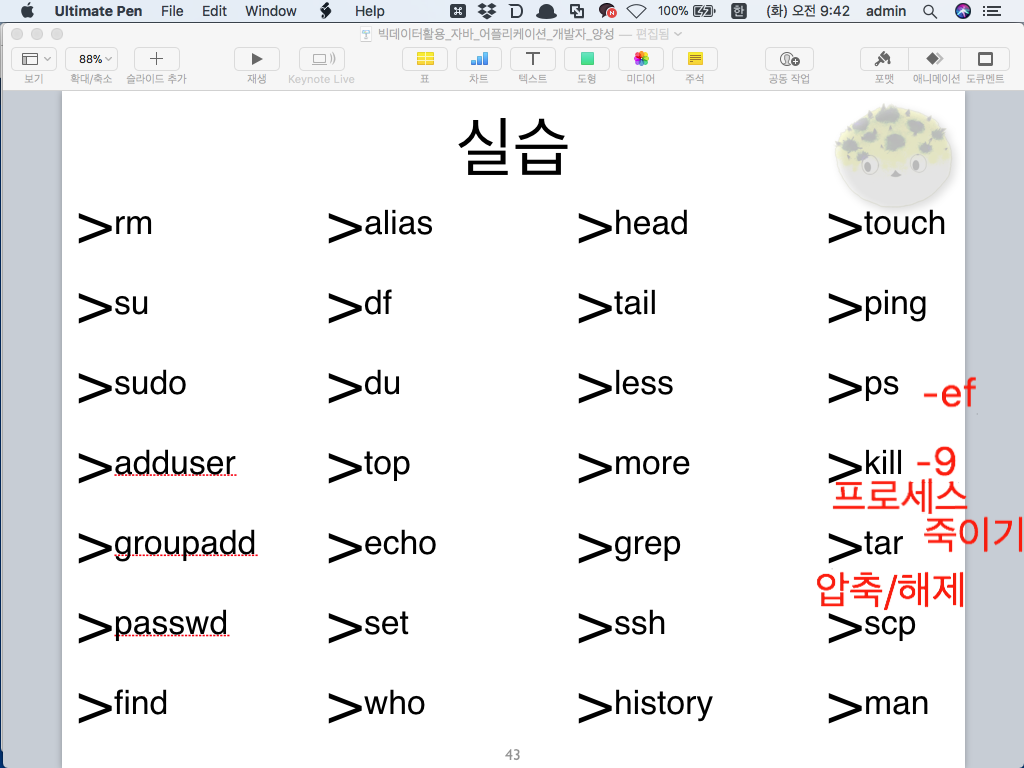 Ultimate Pen File Edit Window Help 100% 한 (화) 오전 9:42 admin
빅데이터활용_자바_어플리케이션_개발자_양성 — 편집됨
88%
보기 확대/축소 슬라이드 추가 재생 Keynote Live 표 차트 텍스트 도형 미디어 주석 공동 작업 포맷 애니메이션 도큐멘트
실습
>rm >alias >head >touch
>su >df >tail >ping
>sudo >du >less >ps -ef
>adduser >top >more >kill -9
프로세스
죽이기
>groupadd >echo >grep >tar
압축/해제
>passwd >set >ssh >scp
>find >who >history >man
43